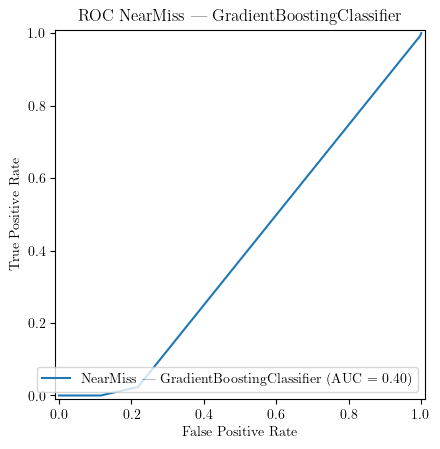 ROC NearMiss — GradientBoostingClassifier
1.0
0.8
0.6
0.4
0.2
0.0
True Positive Rate
NearMiss — GradientBoostingClassifier (AUC = 0.40)
0.0 0.2 0.4 0.6 0.8 1.0
False Positive Rate